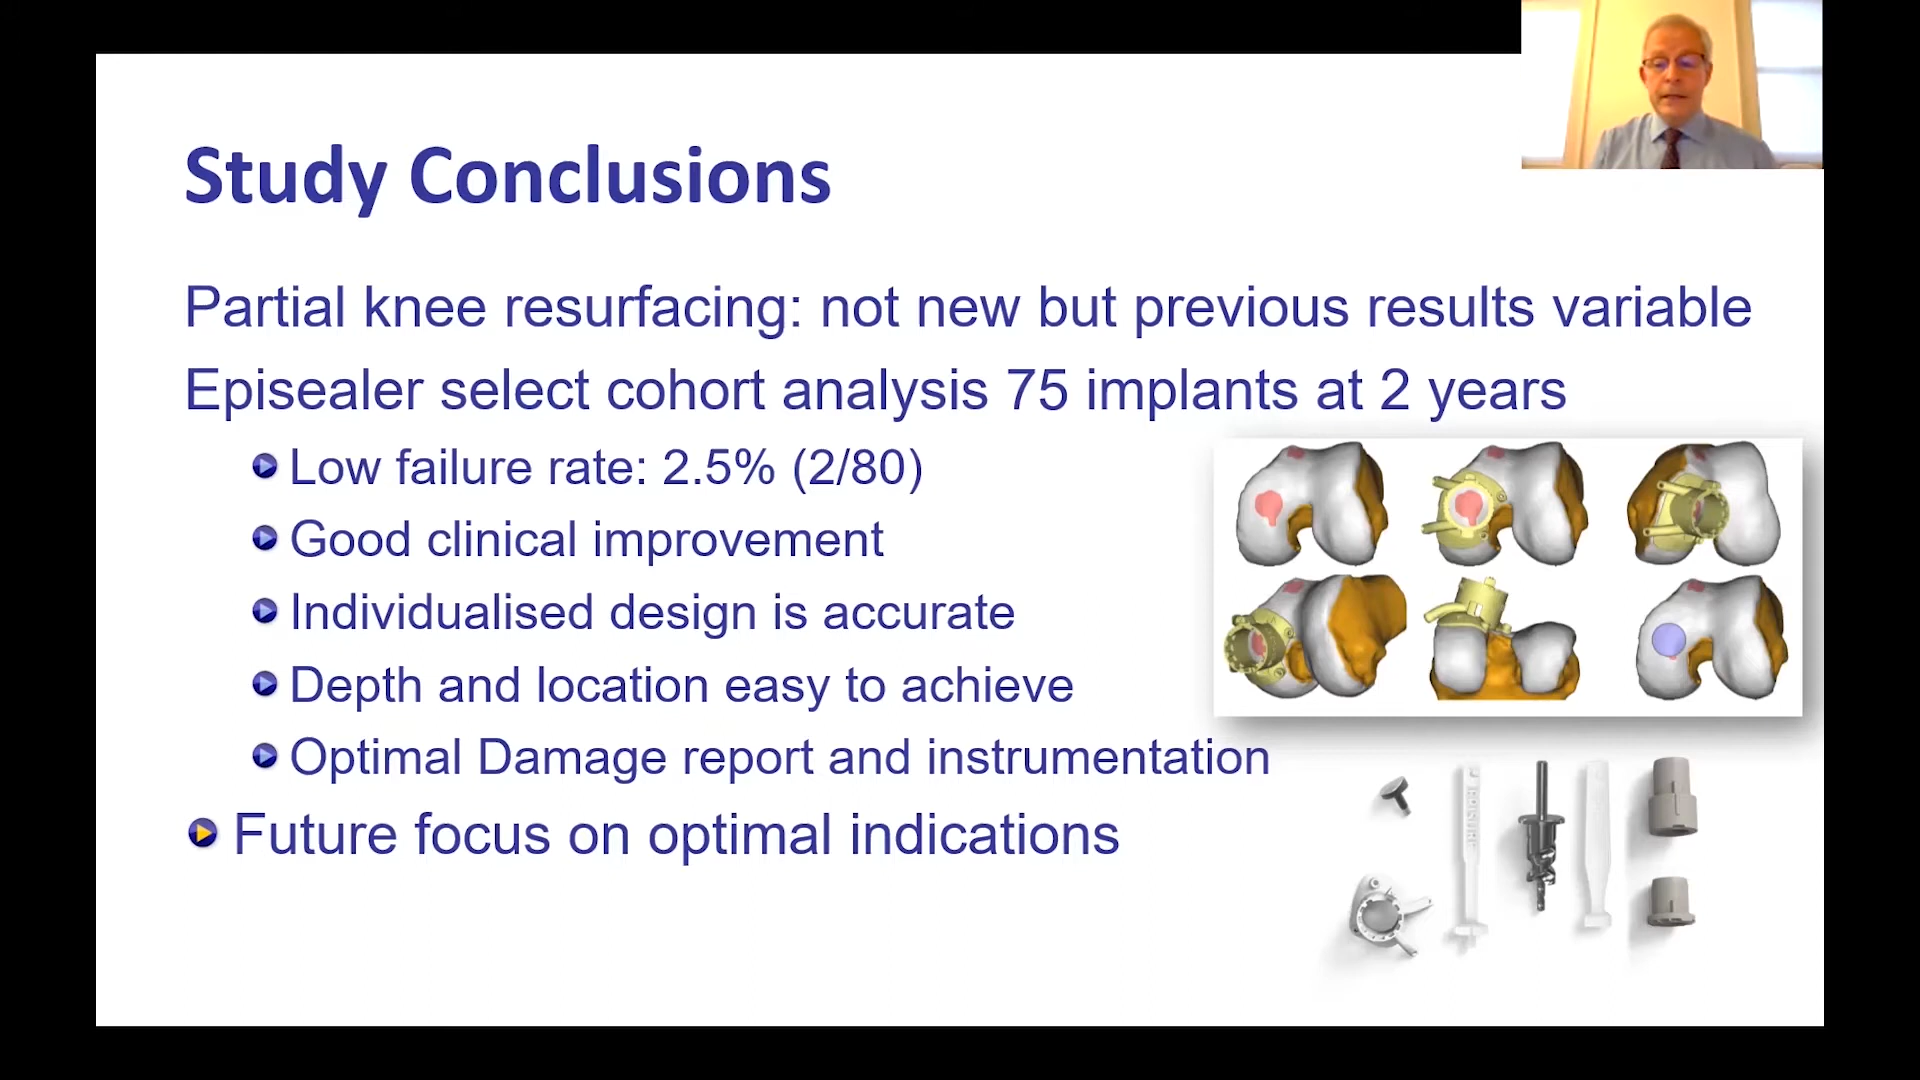 Study Conclusions
Partial knee resurfacing: not new but previous results variable
Episealer select cohort analysis 75 implants at 2 years
Low failure rate: 2.5% (2/80)
Good clinical improvement
Individualised design is accurate
Depth and location easy to achieve
Optimal Damage report and instrumentation
Future focus on optimal indications